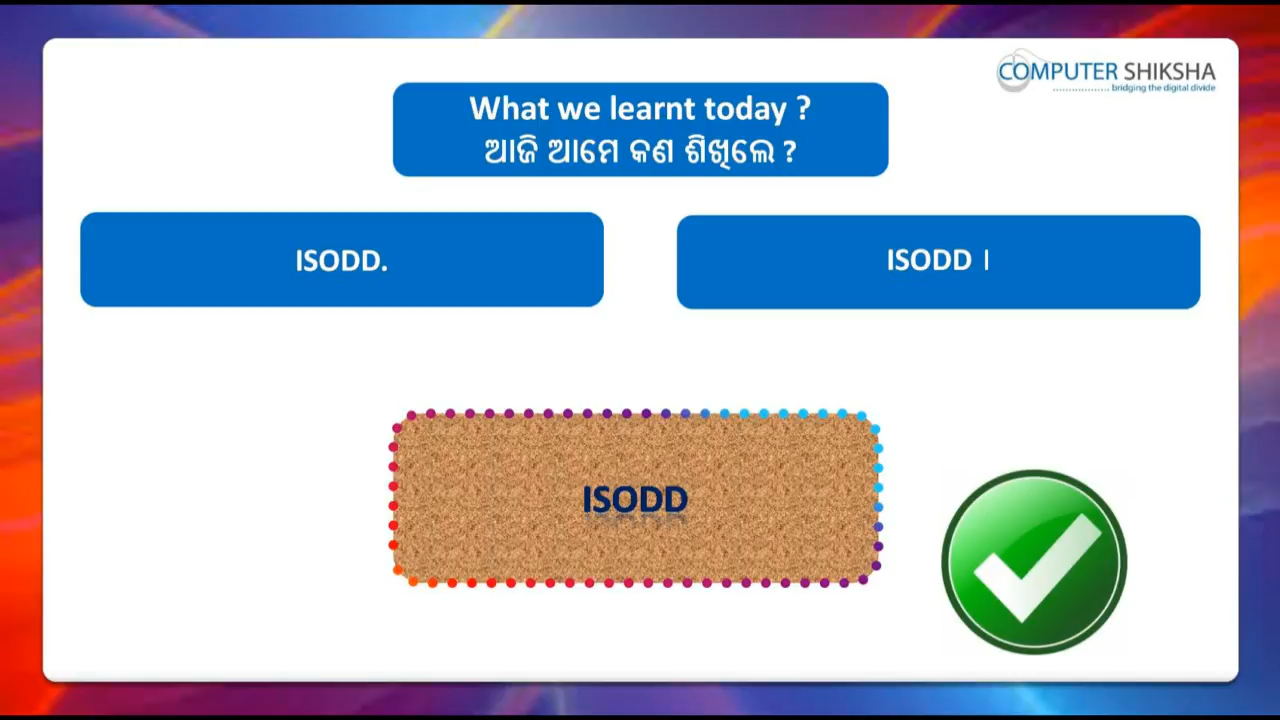 COMPUTER SHIKSHA
bridging the digital divide
What we learnt today ?
ଆଜି ଆମେ କଣ ଶିଖିଲେ ?
ISODD.
ISODD ।
ISODD